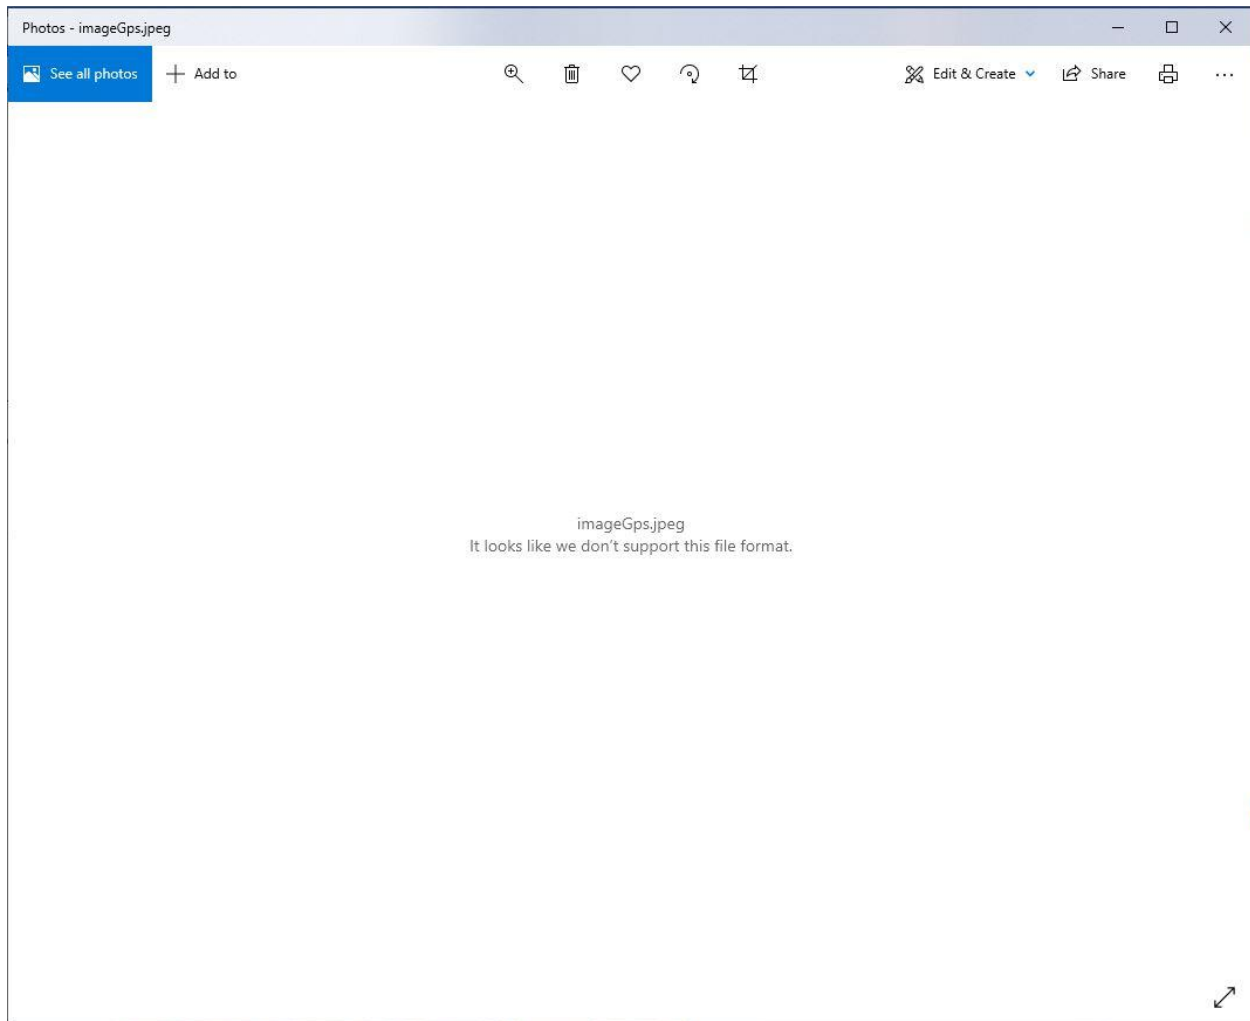 Photos - imageGps.jpeg
See all photos
Add to
Edit & Create
Share
imageGps.jpeg
It looks like we don't support this file format.